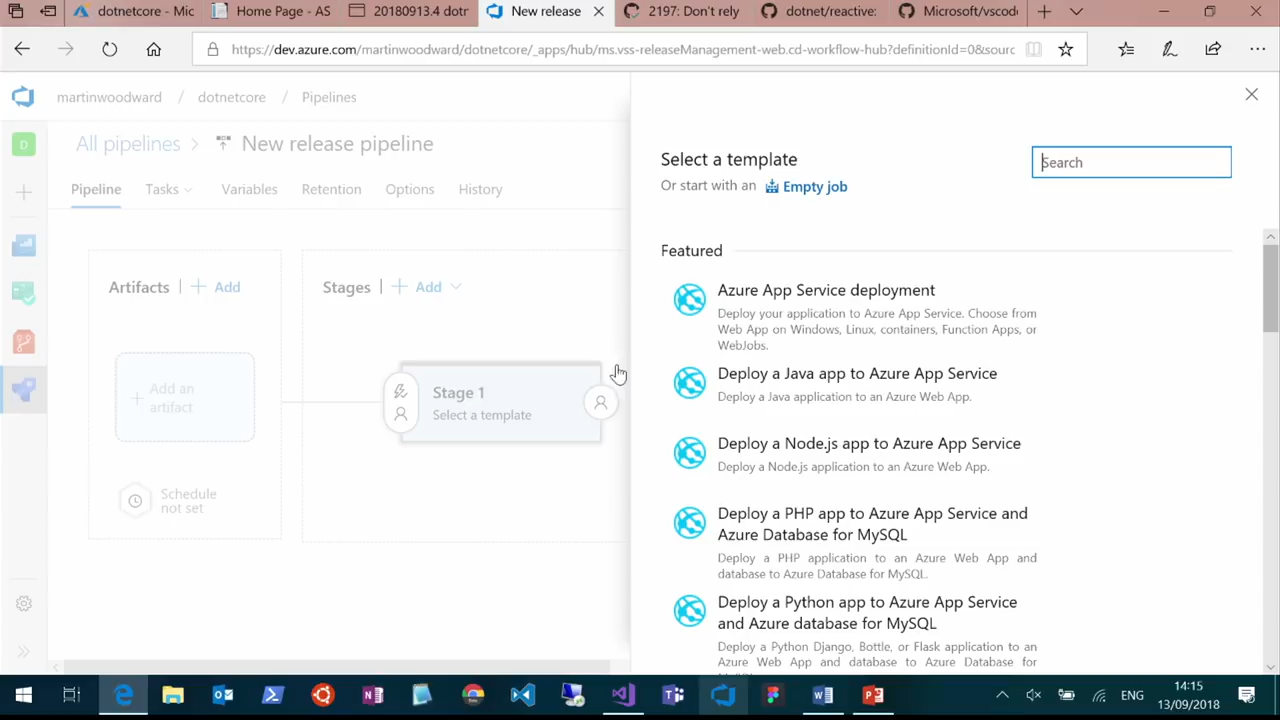 dotnetcore - Mic
Home Page - AS
20180913.4 dotr
New release
2197: Don't rely
dotnet/reactive:
Microsoft/vscode
https://dev.azure.com/martinwoodward/dotnetcore/_apps/hub/ms.vss-releaseManagement-web.cd-workflow-hub?definitionId=0&sourc
martinwoodward / dotnetcore / Pipelines
D
All pipelines > New release pipeline
Pipeline Tasks Variables Retention Options History
Artifacts | + Add
Stages | + Add
+ Add an
artifact
Stage 1
Select a template
Schedule
not set
Select a template
Or start with an Empty job
Search
Featured
Azure App Service deployment
Deploy your application to Azure App Service. Choose from
Web App on Windows, Linux, containers, Function Apps, or
WebJobs.
Deploy a Java app to Azure App Service
Deploy a Java application to an Azure Web App.
Deploy a Node.js app to Azure App Service
Deploy a Node.js application to an Azure Web App.
Deploy a PHP app to Azure App Service and
Azure Database for MySQL
Deploy a PHP application to an Azure Web App and
database to Azure Database for MySQL.
Deploy a Python app to Azure App Service
and Azure database for MySQL
Deploy a Python Django, Bottle, or Flask application to an
Azure Web App and database to Azure Database for
MySQL.
ENG
14:15
13/09/2018